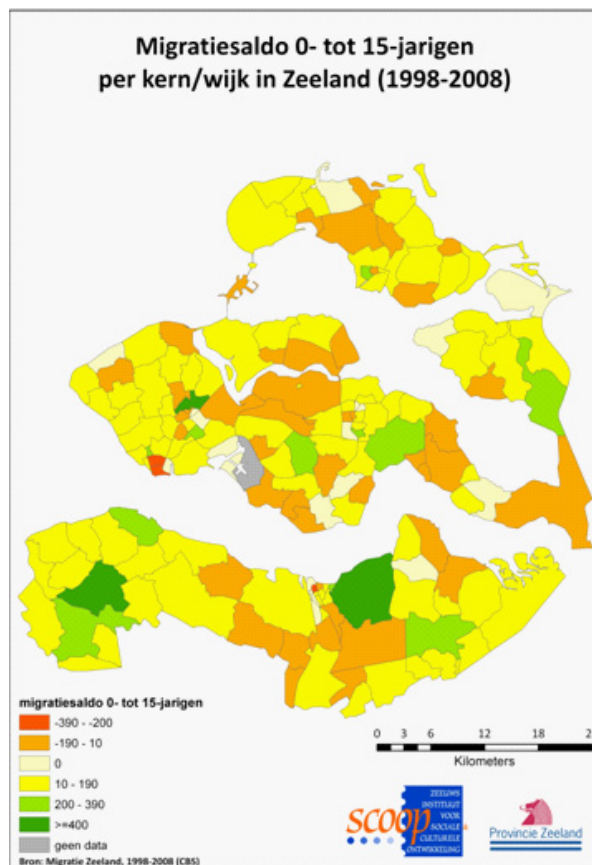 Migratiesaldo 0- tot 15-jarigen
per kern/wijk in Zeeland (1998-2008)
migratiesaldo 0- tot 15-jarigen
-390 - -200
-190 - 10
0
10 - 190
200 - 390
>=400
geen data
Bron: Migratie Zeeland, 1998-2008 (CBS)
0 3 6 12 18
Kilometers
scoop
ZEEUWS
INSTITUUT
VOOR
SOCIALE
CULTURELE
ONTWIKKELING
Provincie Zeeland